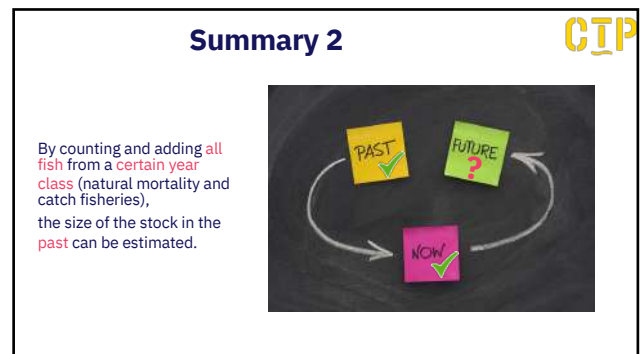 Summary 2
CTP
By counting and adding all
fish from a certain year
class (natural mortality and
catch fisheries),
the size of the stock in the
past can be estimated.
PAST
FUTURE
?
NOW